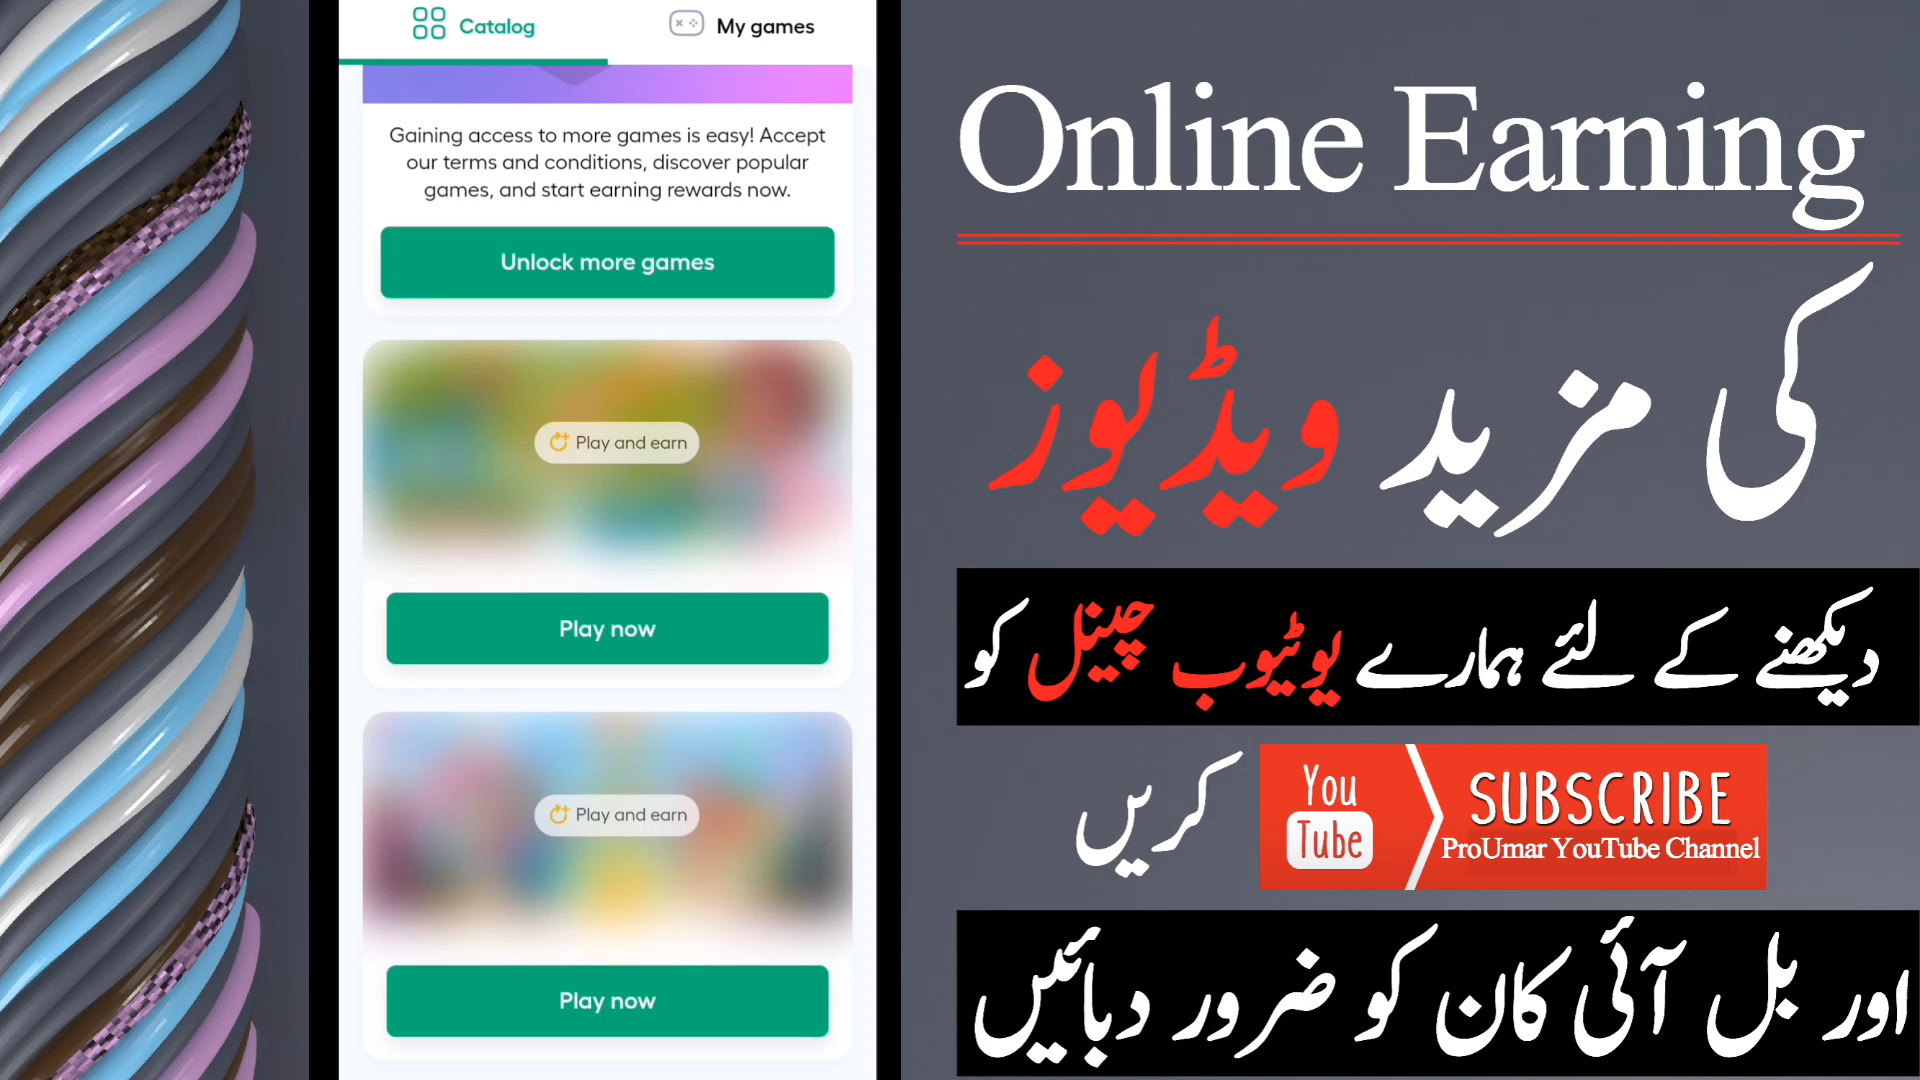 Catalog
My games
Gaining access to more games is easy! Accept
our terms and conditions, discover popular
games, and start earning rewards now.
Unlock more games
Play and earn
Play now
Play and earn
Play now
Online Earning
کی مزید ویڈیوز
دیکھنے کے لئے ہمارے یوٹیوب چینل کو
You
Tube
SUBSCRIBE
ProUmar YouTube Channel
کریں
اور بل آئی کان کو ضرور دبائیں